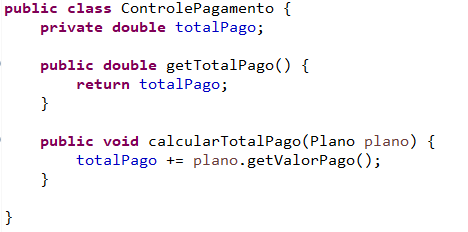 public class ControlePagamento {
    private double totalPago;

    public double getTotalPago() {
        return totalPago;
    }

    public void calcularTotalPago(Plano plano) {
        totalPago += plano.getValorPago();
    }

}